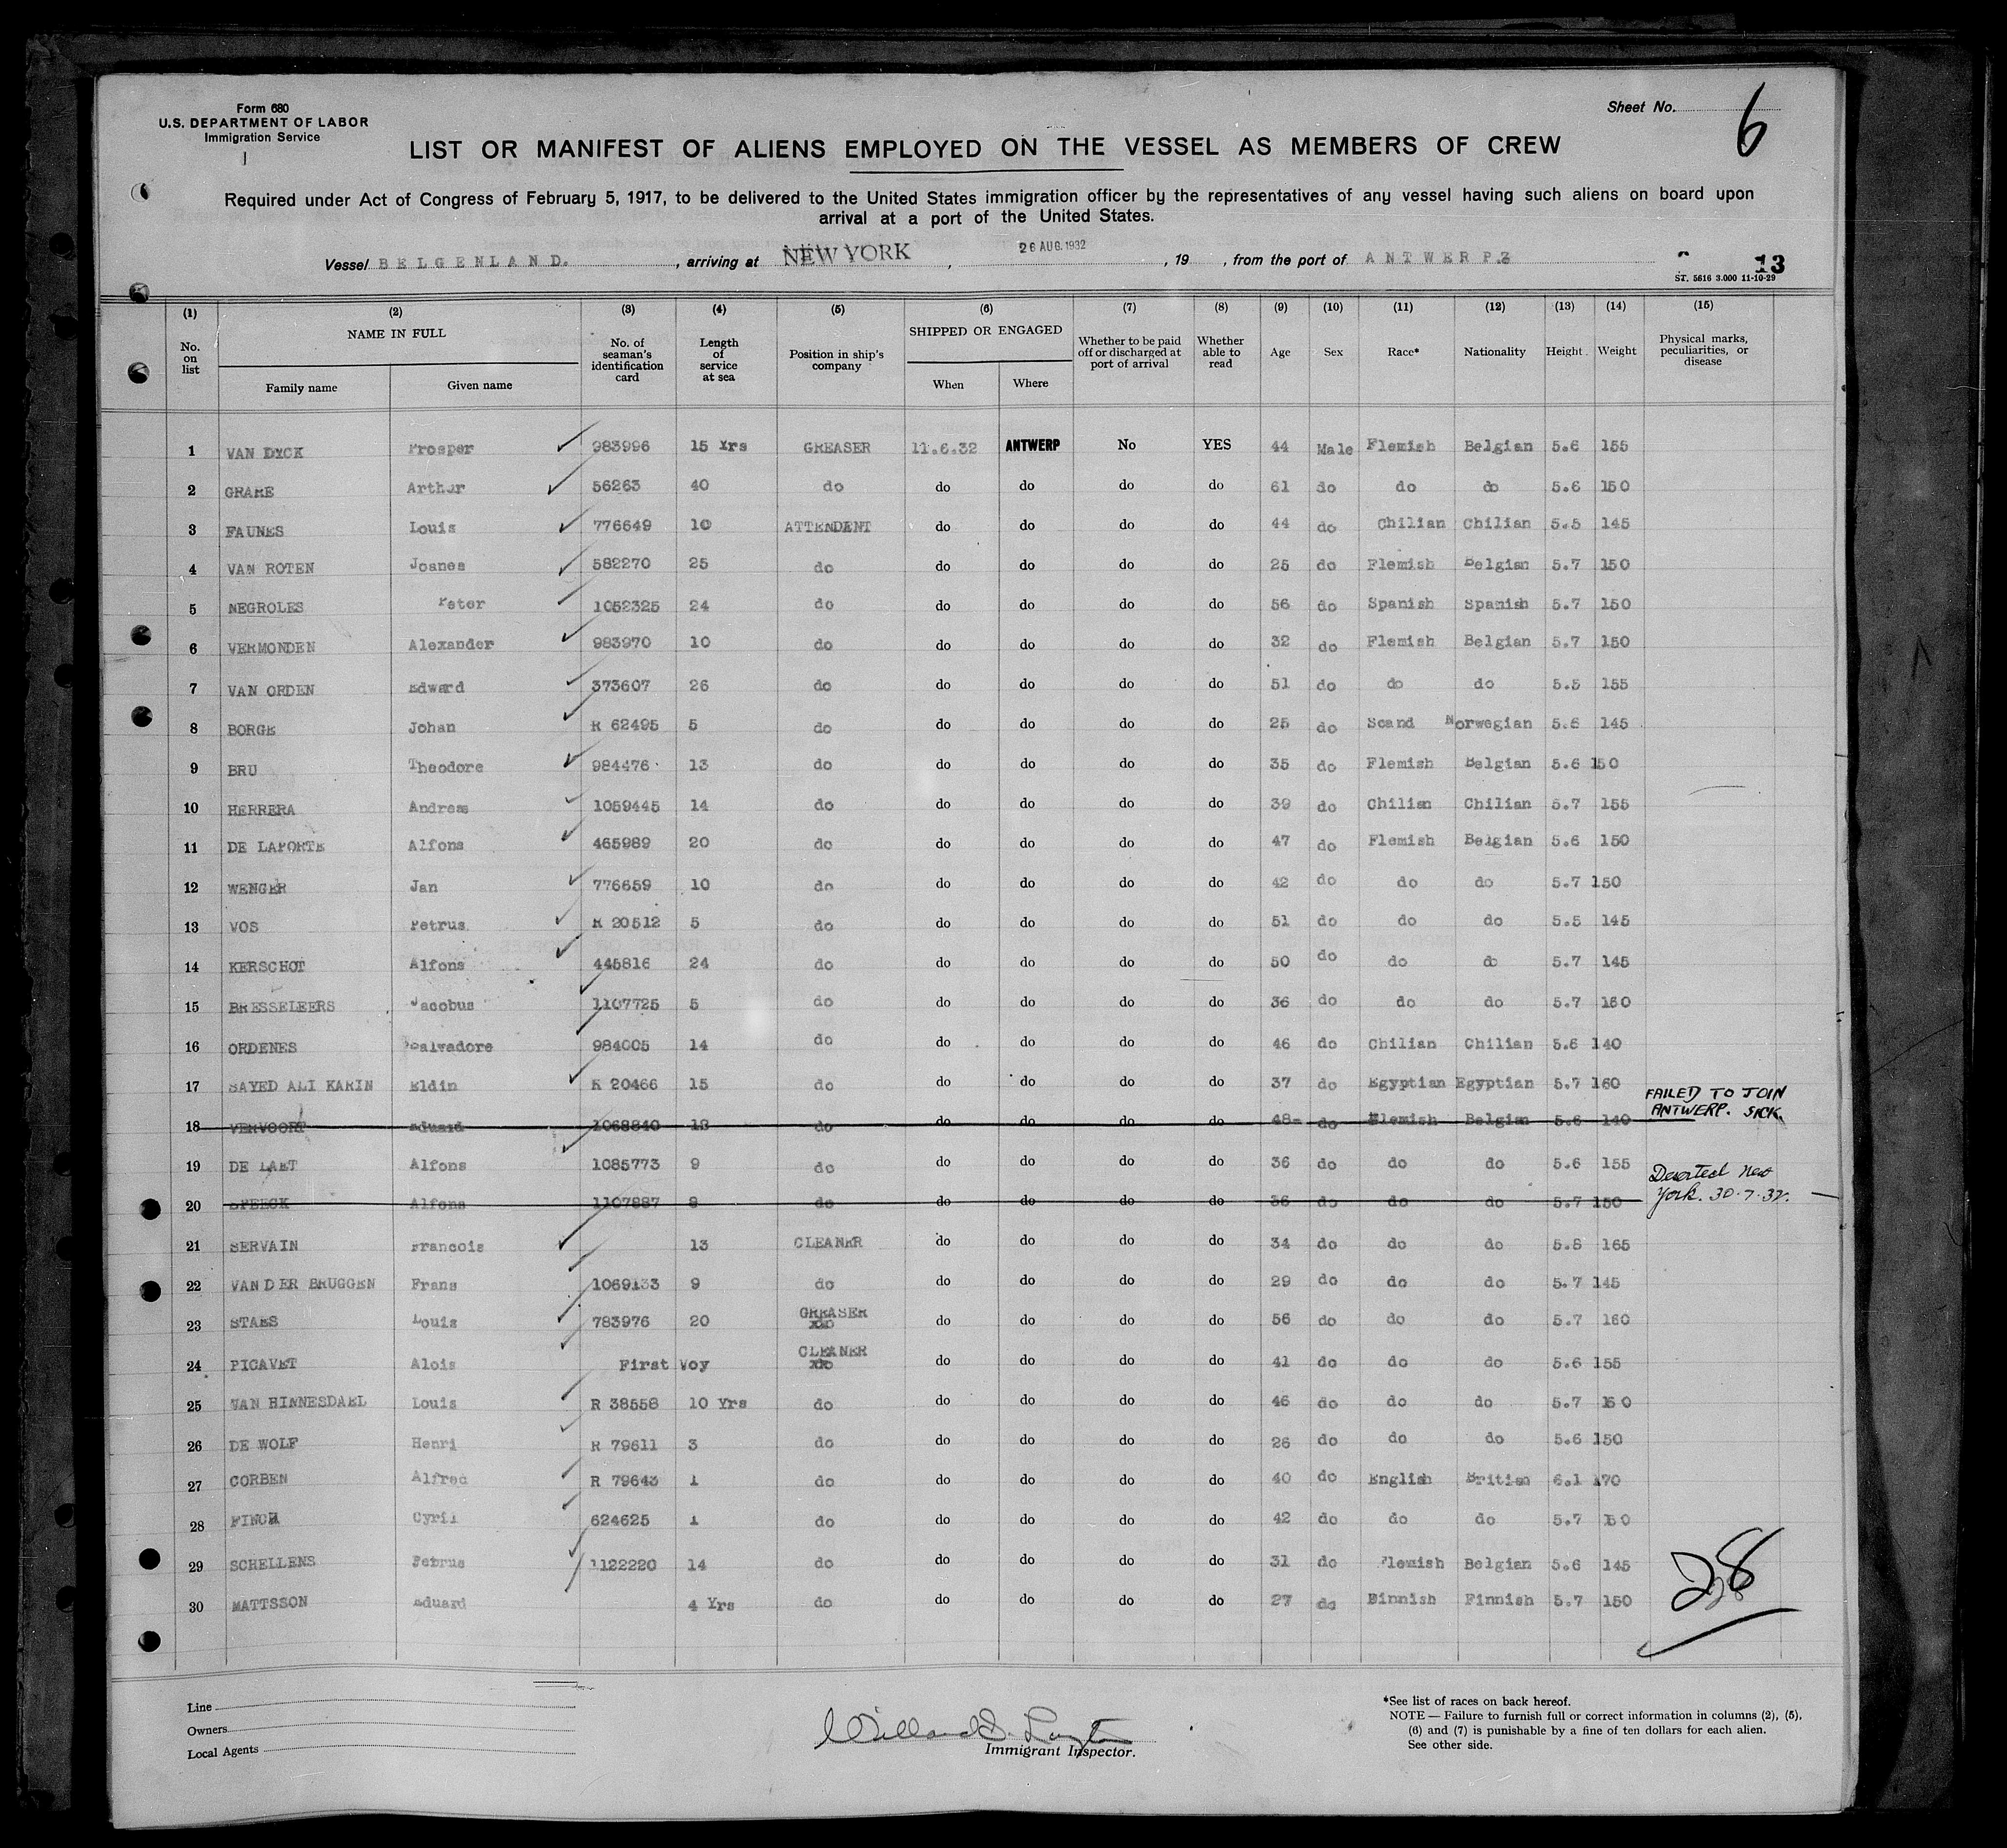 Form 680
U.S. DEPARTMENT OF LABOR
Immigration Service
1
Sheet No. 6
LIST OR MANIFEST OF ALIENS EMPLOYED ON THE VESSEL AS MEMBERS OF CREW
Required under Act of Congress of February 5, 1917, to be delivered to the United States immigration officer by the representatives of any vessel having such aliens on board upon
arrival at a port of the United States.
Vessel BELGENLAND. , arriving at NEW YORK , 26 AUG. 1932 , 19 , from the port of ANTWERP. 13
ST. 5616 3.000 11-10-29
(1) (2) (3) (4) (5) (6) (7) (8) (9) (10) (11) (12) (13) (14) (15)
No. on list NAME IN FULL Family name Given name No. of seaman's identification card Length of service at sea Position in ship's company SHIPPED OR ENGAGED When Where Whether to be paid off or discharged at port of arrival Whether able to read Age Sex Race* Nationality Height Weight Physical marks, peculiarities, or disease
1 VAN DYCK Prosper 983996 15 Yrs GREASER 11.6.32 ANTWERP No YES 44 Male Flemish Belgian 5.6 155
2 GRARE Arthur 56263 40 do do do do do 61 do do do 5.6 150
3 FAUNES Louis 776649 10 ATTENDENT do do do do 44 do Chilian Chilian 5.5 145
4 VAN ROTEN Joanes 582270 25 do do do do do 25 do Flemish Belgian 5.7 150
5 NEGROLES Peter 1052325 24 do do do do do 56 do Spanish Spanish 5.7 150
6 VERMONDEN Alexander 983970 10 do do do do do 32 do Flemish Belgian 5.7 150
7 VAN ORDEN Edward 373607 26 do do do do do 51 do do do 5.5 155
8 BORGE Johan R 62495 5 do do do do do 25 do Scand Norwegian 5.6 145
9 BRU Theodore 984476 13 do do do do do 35 do Flemish Belgian 5.6 150
10 HERRERA Andreas 1059445 14 do do do do do 39 do Chilian Chilian 5.7 155
11 DE LAPORTE Alfons 465989 20 do do do do do 47 do Flemish Belgian 5.6 150
12 WENGER Jan 776659 10 do do do do do 42 do do do 5.7 150
13 VOS Petrus R 20512 5 do do do do do 51 do do do 5.5 145
14 KERSCHOT Alfons 445816 24 do do do do do 50 do do do 5.7 145
15 BRESSELEERS Jacobus 1107725 5 do do do do do 36 do do do 5.7 160
16 ORDENES Salvadore 984005 14 do do do do do 46 do Chilian Chilian 5.6 140
17 SAYED ALI KARIN Eldin R 20466 15 do do do do do 37 do Egyptian Egyptian 5.7 160
18 VERVOORT Eduard 1068840 18 do do do do do 48 do Flemish Belgian 5.6 140 FAILED TO JOIN ANTWERP. SICK.
19 DE LAET Alfons 1085773 9 do do do do do 36 do do do 5.6 155
20 SPEECK Alfons 1107887 8 do do do do do 36 do do do 5.7 150 Deserted New York. 30.7.32.
21 SERVAIN Francois 13 CLEANER do do do do 34 do do do 5.8 165
22 VAN DER BRUGGEN Frans 1069133 9 do do do do do 29 do do do 5.7 145
23 STAES Louis 783976 20 GREASER do do do do 56 do do do 5.7 160
24 PICAVET Alois First Voy CLEANER do do do do 41 do do do 5.6 155
25 VAN HINNESDAEL Louis R 38558 10 Yrs do do do do do 46 do do do 5.7 150
26 DE WOLF Henri R 79611 3 do do do do do 26 do do do 5.6 150
27 CORBEN Alfred R 79643 1 do do do do do 40 do English British 6.1 170
28 FINCH Cyril 624625 1 do do do do do 42 do do do 5.7 150
29 SCHELLENS Petrus 1122220 14 do do do do do 31 do Flemish Belgian 5.6 145
30 MATTSSON Eduard 4 Yrs do do do do do 27 do Finnish Finnish 5.7 150
28
Line
Owners
Local Agents
Immigrant Inspector.
*See list of races on back hereof.
NOTE — Failure to furnish full or correct information in columns (2), (5),
(6) and (7) is punishable by a fine of ten dollars for each alien.
See other side.